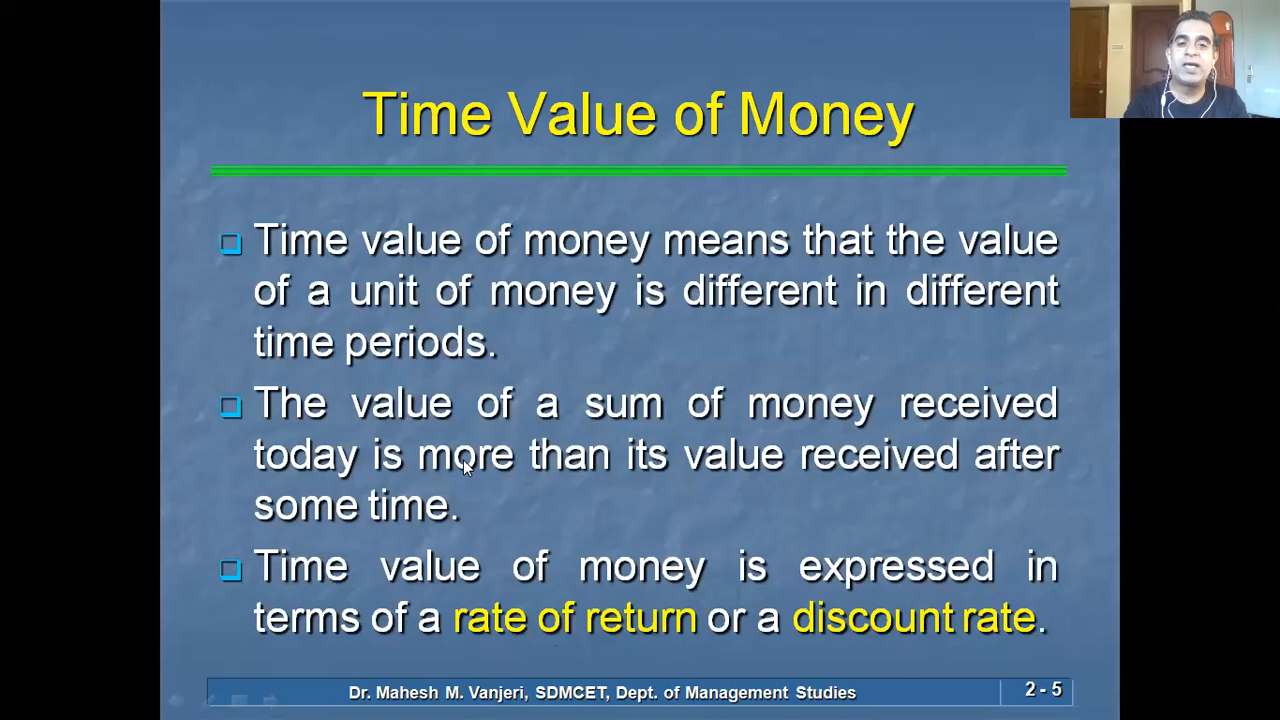 Time Value of Money
Time value of money means that the value
of a unit of money is different in different
time periods.
The value of a sum of money received
today is more than its value received after
some time.
Time value of money is expressed in
terms of a rate of return or a discount rate.
Dr. Mahesh M. Vanjeri, SDMCET, Dept. of Management Studies
2 - 5